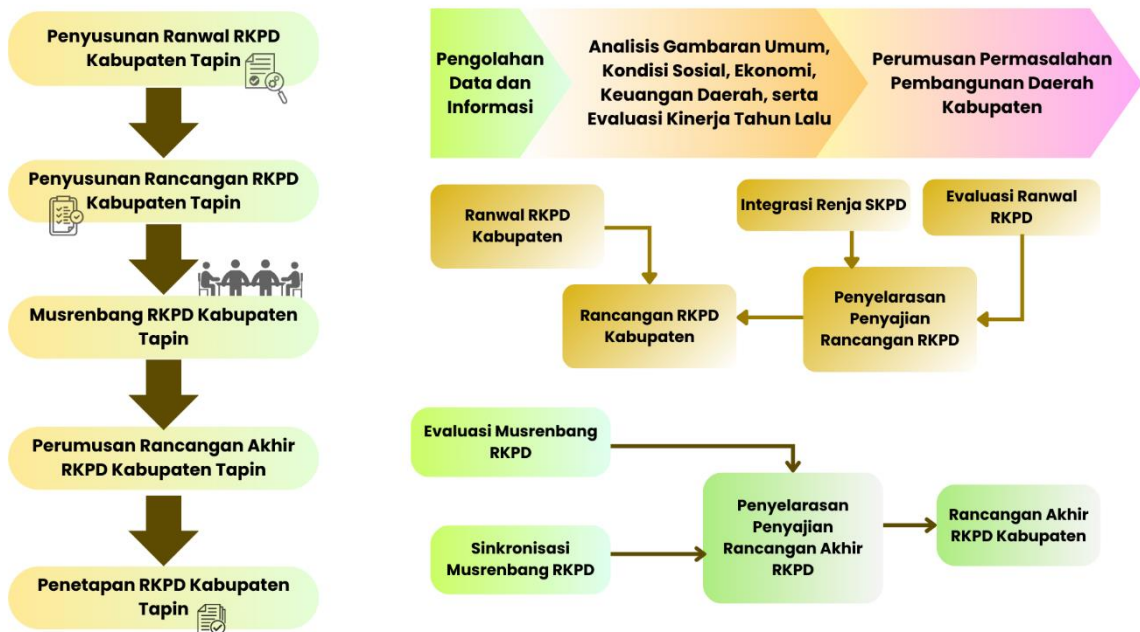 Penyusunan Ranwal RKPD
Kabupaten Tapin
Penyusunan Rancangan RKPD
Kabupaten Tapin
Musrenbang RKPD Kabupaten
Tapin
Perumusan Rancangan Akhir
RKPD Kabupaten Tapin
Penetapan RKPD Kabupaten
Tapin
Pengolahan
Data dan
Informasi
Analisis Gambaran Umum,
Kondisi Sosial, Ekonomi,
Keuangan Daerah, serta
Evaluasi Kinerja Tahun Lalu
Perumusan Permasalahan
Pembangunan Daerah
Kabupaten
Ranwal RKPD
Kabupaten
Integrasi Renja SKPD
Evaluasi Ranwal
RKPD
Rancangan RKPD
Kabupaten
Penyelarasan
Penyajian
Rancangan RKPD
Evaluasi Musrenbang
RKPD
Sinkronisasi
Musrenbang RKPD
Penyelarasan
Penyajian
Rancangan Akhir
RKPD
Rancangan Akhir
RKPD Kabupaten